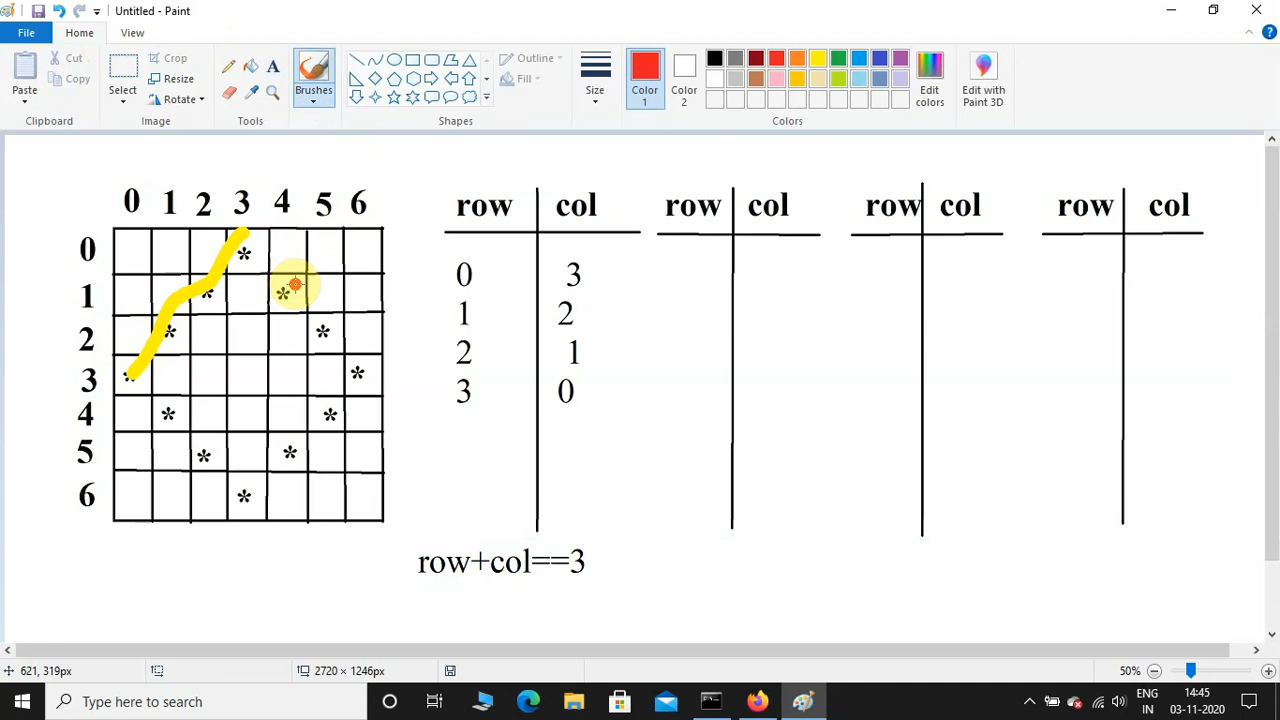 Untitled - Paint
File Home View
Paste
Cut
Copy
Clipboard
Select
Crop
Resize
Rotate
Image
Tools
Brushes
Shapes
Outline
Fill
Size
Color 1
Color 2
Edit colors
Colors
Edit with Paint 3D
0 1 2 3 4 5 6
0 *
1 * *
2 * *
3 * *
4 * *
5 * *
6 *
row col
0 3
1 2
2 1
3 0
row+col==3
row col
row col
row col
621, 319px
2720 × 1246px
50%
Type here to search
ENG
IN
14:45
03-11-2020